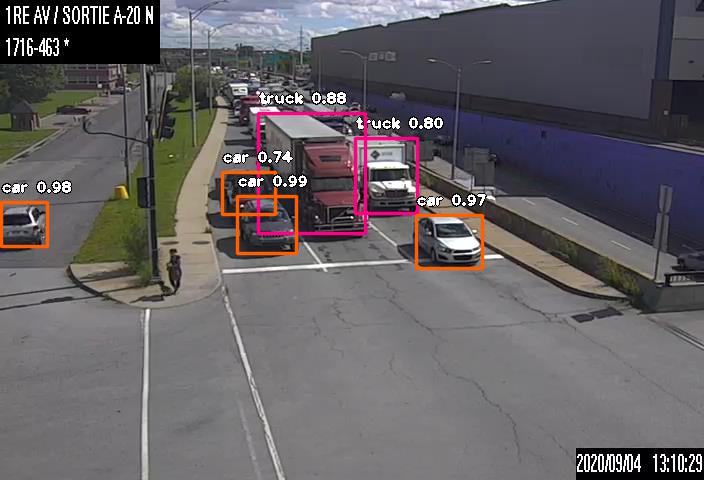 1RE AV / SORTIE A-20 N
1716-463 *
truck 0.88
truck 0.80
car 0.74
car 0.99
car 0.98
car 0.97
2020/09/04 13:10:29